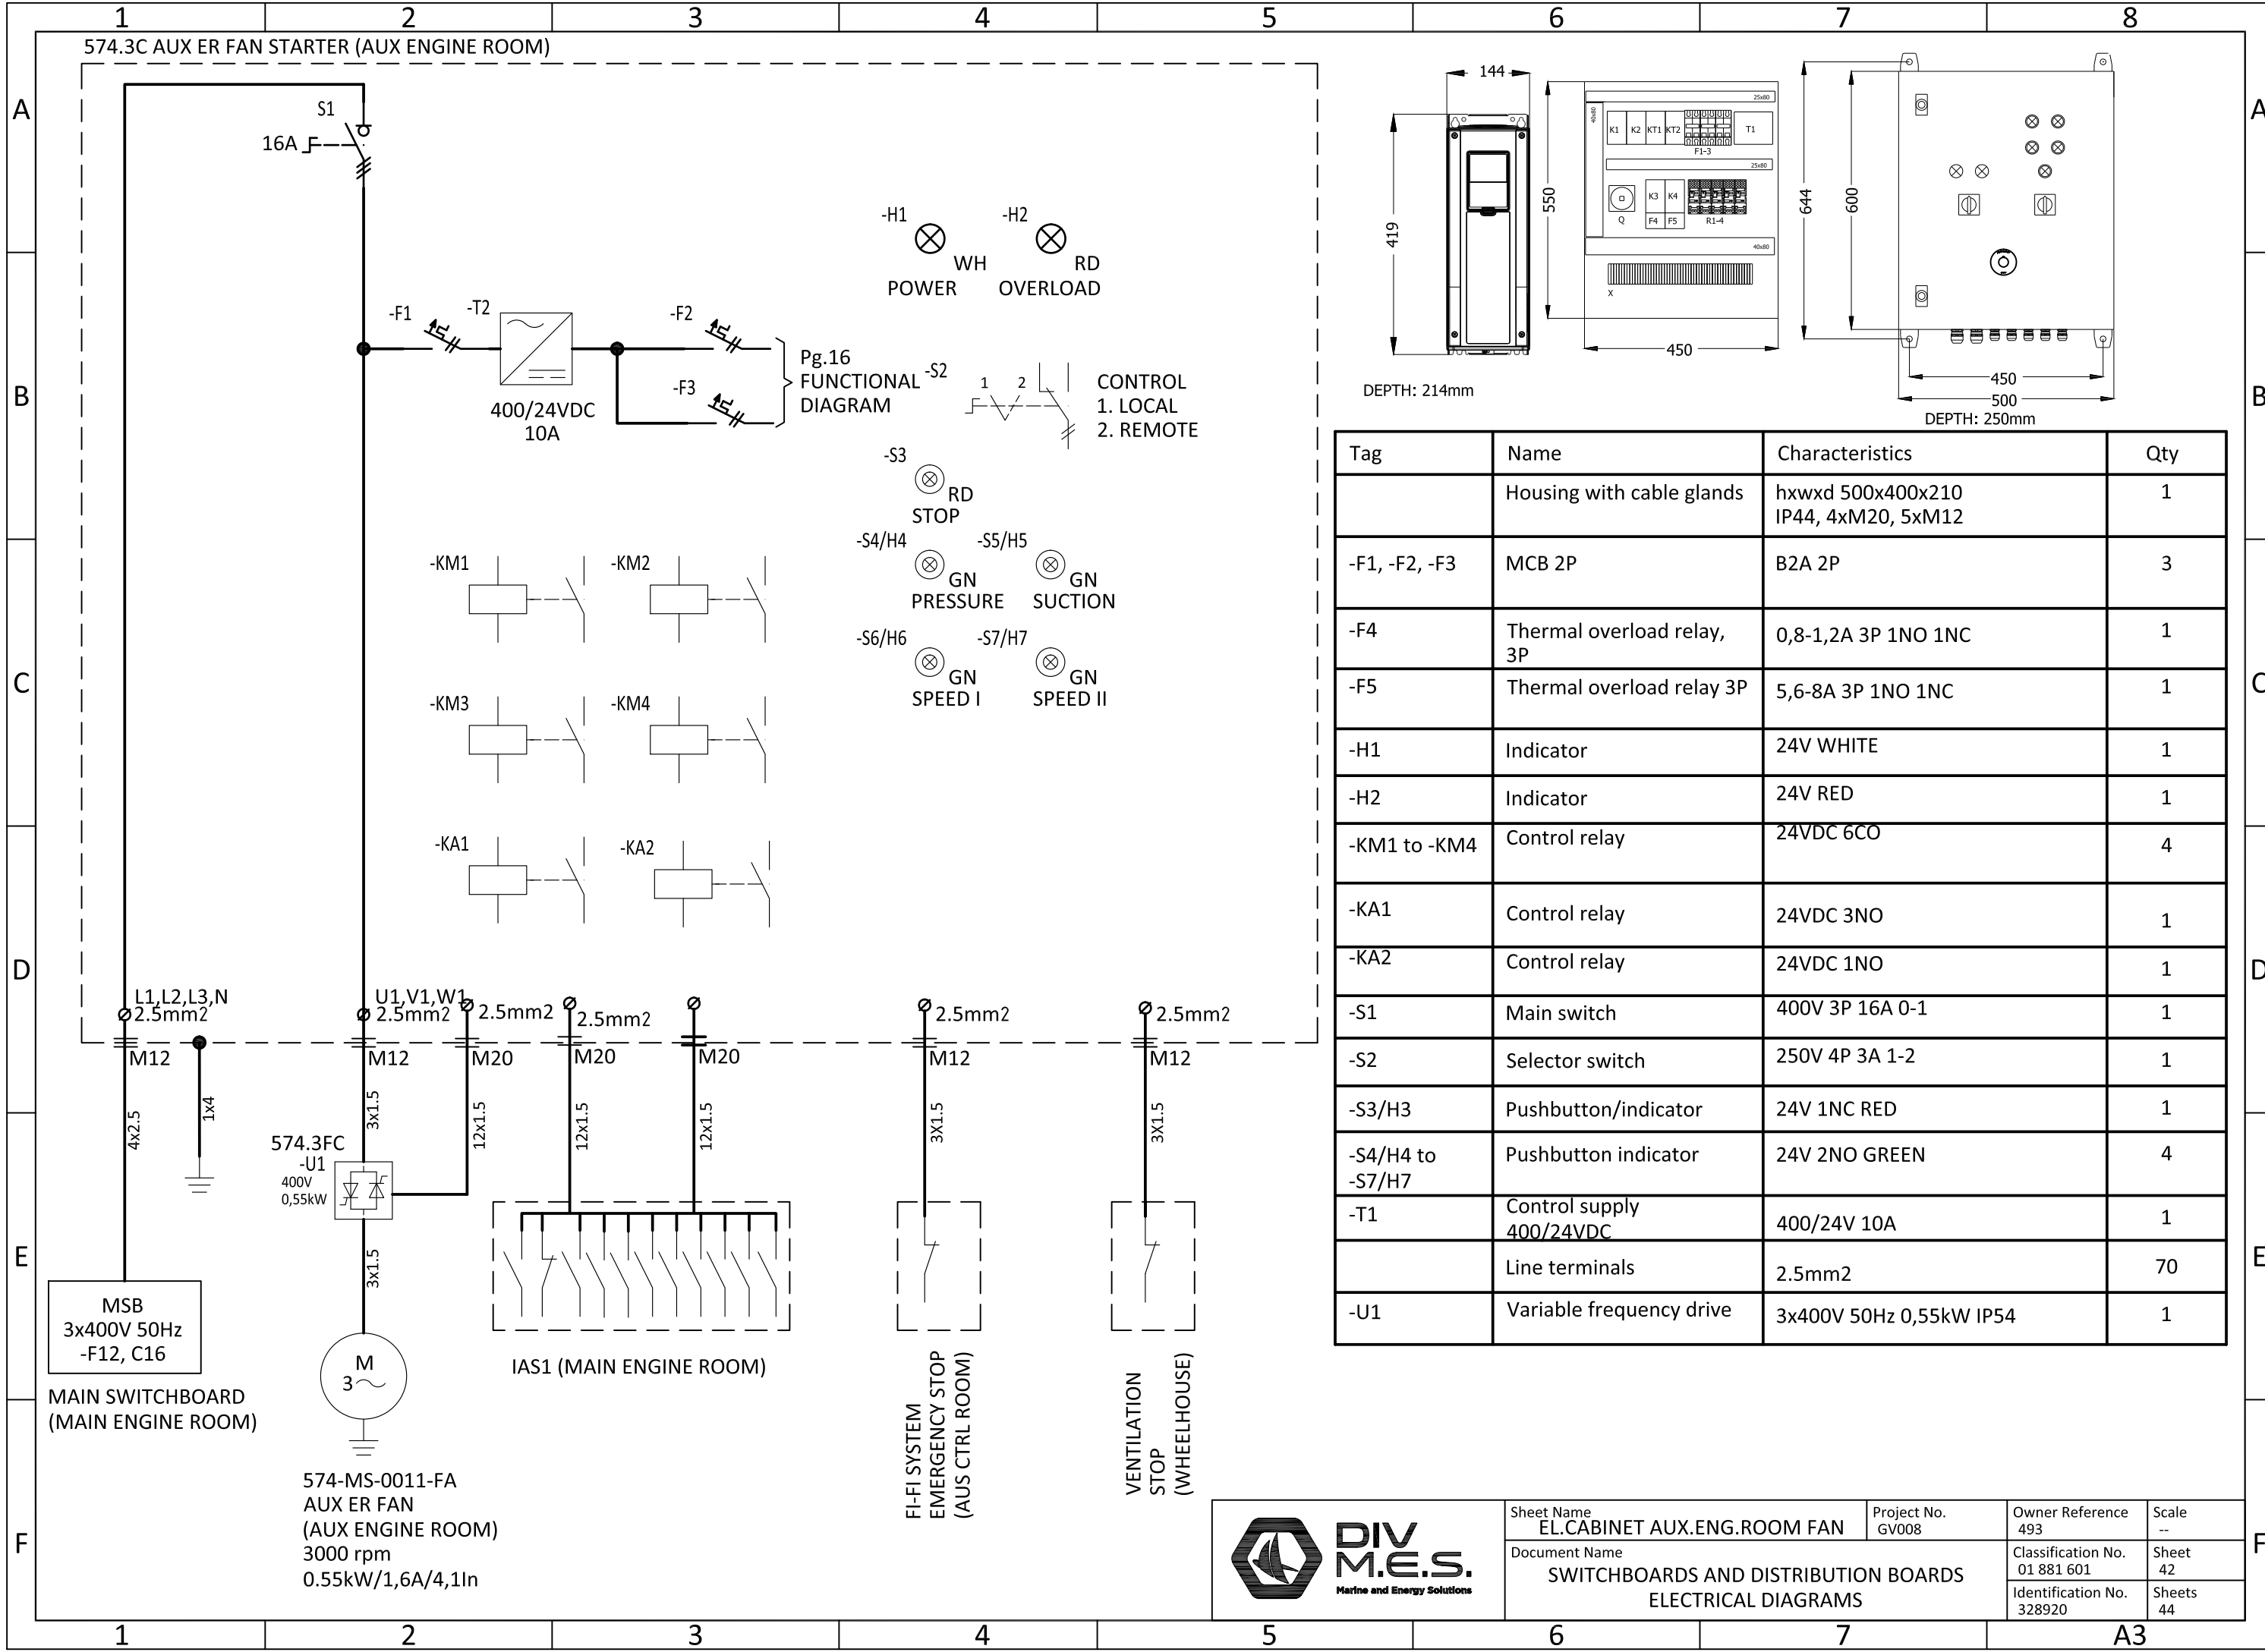 1 2 3 4 5 6 7 8
A
B
C
D
E
F
A
B
C
D
E
F
574.3C AUX ER FAN STARTER (AUX ENGINE ROOM)
S1
16A
-H1
WH
POWER
-H2
RD
OVERLOAD
-F1
-T2
400/24VDC
10A
-F2
-F3
Pg.16
FUNCTIONAL
DIAGRAM
-S2
1 2
CONTROL
1. LOCAL
2. REMOTE
-S3
RD
STOP
-S4/H4
GN
PRESSURE
-S5/H5
GN
SUCTION
-S6/H6
GN
SPEED I
-S7/H7
GN
SPEED II
-KM1
-KM2
-KM3
-KM4
-KA1
-KA2
L1,L2,L3,N
2.5mm2
U1,V1,W1
2.5mm2
2.5mm2
2.5mm2
2.5mm2
2.5mm2
M12
M12
M20
M20
M20
M12
M12
4x2.5
1x4
3x1.5
12x1.5
12x1.5
12x1.5
3X1.5
3X1.5
574.3FC
-U1
400V
0,55kW
3x1.5
MSB
3x400V 50Hz
-F12, C16
MAIN SWITCHBOARD
(MAIN ENGINE ROOM)
M
3
574-MS-0011-FA
AUX ER FAN
(AUX ENGINE ROOM)
3000 rpm
0.55kW/1,6A/4,1In
IAS1 (MAIN ENGINE ROOM)
FI-FI SYSTEM
EMERGENCY STOP
(AUS CTRL ROOM)
VENTILATION
STOP
(WHEELHOUSE)
144
419
DEPTH: 214mm
550
450
25x80
40x80
K1 K2 KT1 KT2
F1-3
T1
25x80
Q
K3 K4
F4 F5
R1-4
40x80
X
644
600
450
500
DEPTH: 250mm
Tag Name Characteristics Qty
Housing with cable glands hxwxd 500x400x210 1
IP44, 4xM20, 5xM12
-F1, -F2, -F3 MCB 2P B2A 2P 3
-F4 Thermal overload relay, 0,8-1,2A 3P 1NO 1NC 1
3P
-F5 Thermal overload relay 3P 5,6-8A 3P 1NO 1NC 1
-H1 Indicator 24V WHITE 1
-H2 Indicator 24V RED 1
-KM1 to -KM4 Control relay 24VDC 6CO 4
-KA1 Control relay 24VDC 3NO 1
-KA2 Control relay 24VDC 1NO 1
-S1 Main switch 400V 3P 16A 0-1 1
-S2 Selector switch 250V 4P 3A 1-2 1
-S3/H3 Pushbutton/indicator 24V 1NC RED 1
-S4/H4 to Pushbutton indicator 24V 2NO GREEN 4
-S7/H7
-T1 Control supply 400/24V 10A 1
400/24VDC
Line terminals 2.5mm2 70
-U1 Variable frequency drive 3x400V 50Hz 0,55kW IP54 1
DIV
M.E.S.
Marine and Energy Solutions
Sheet Name
EL.CABINET AUX.ENG.ROOM FAN
Project No.
GV008
Owner Reference
493
Scale
--
Document Name
SWITCHBOARDS AND DISTRIBUTION BOARDS
ELECTRICAL DIAGRAMS
Classification No.
01 881 601
Sheet
42
Identification No.
328920
Sheets
44
1 2 3 4 5 6 7 A3